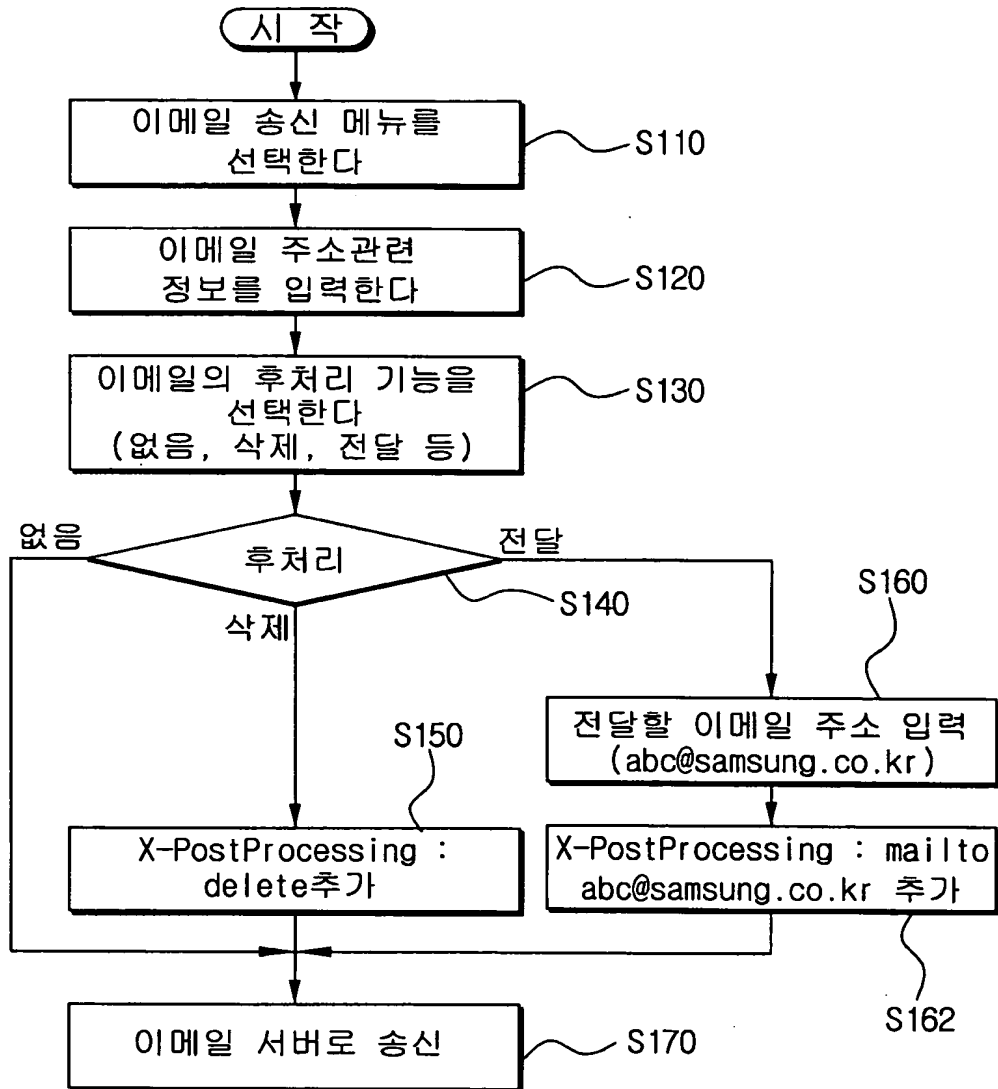 시 작
이메일 송신 메뉴를
선택한다
S110
이메일 주소관련
정보를 입력한다
S120
이메일의 후처리 기능을
선택한다
(없음, 삭제, 전달 등)
S130
없음
후처리
전달
S140
삭제
S160
전달할 이메일 주소 입력
(abc@samsung.co.kr)
S150
X-PostProcessing :
delete추가
X-PostProcessing : mailto
abc@samsung.co.kr 추가
S162
이메일 서버로 송신
S170